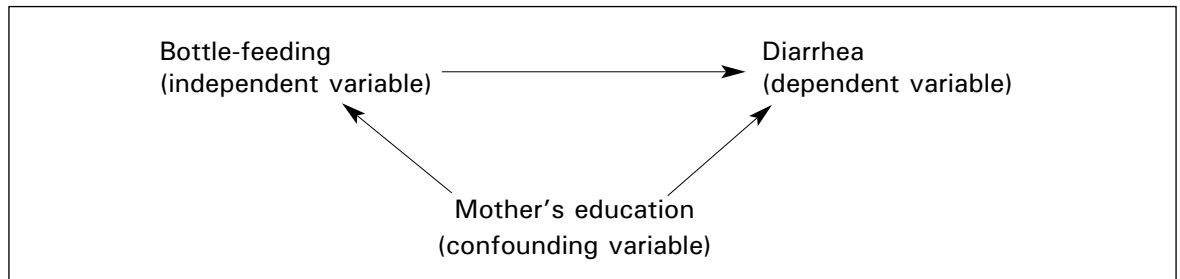 Bottle-feeding
(independent variable)
Diarrhea
(dependent variable)
Mother's education
(confounding variable)